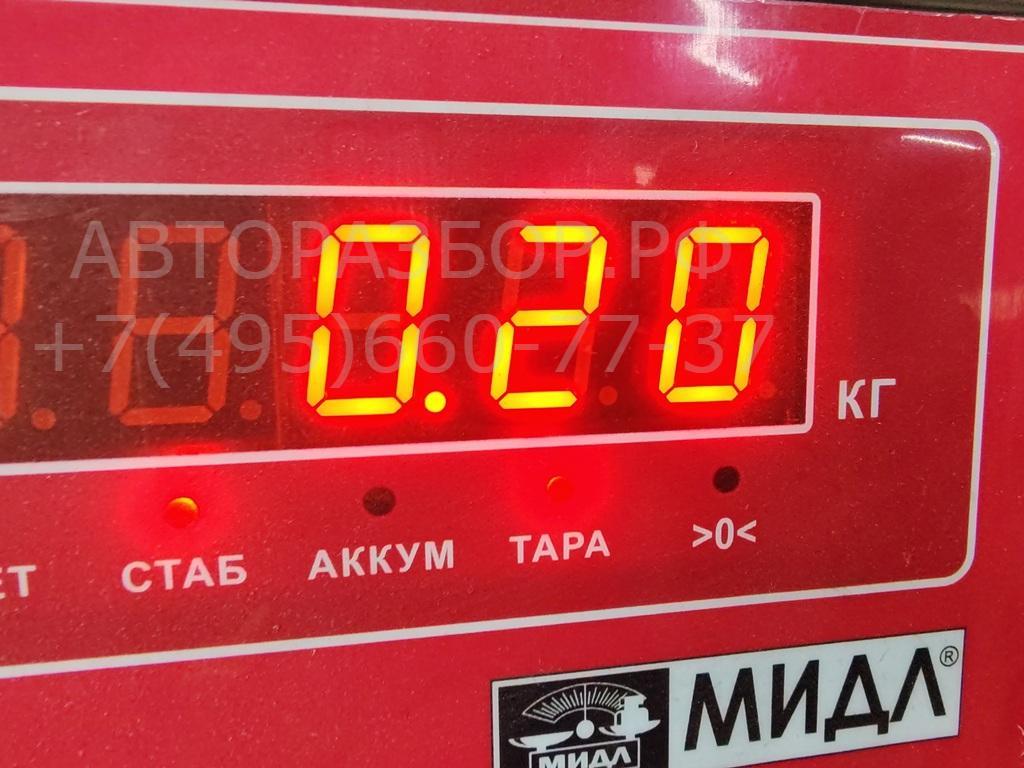 АВТОРАЗБОР.РФ
+7(495)660-77-37
0.20
КГ
ЕТ СТАБ АККУМ ТАРА >0<
МИДЛ®
МИДЛ